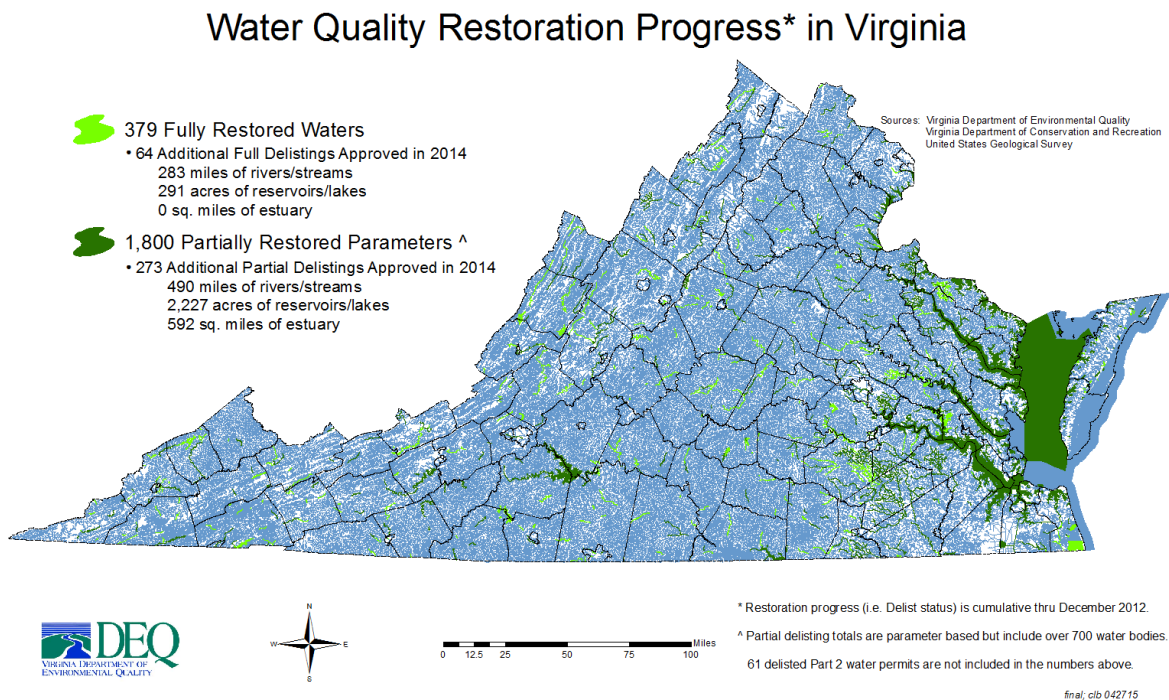 Water Quality Restoration Progress* in Virginia
379 Fully Restored Waters
• 64 Additional Full Delistings Approved in 2014
283 miles of rivers/streams
291 acres of reservoirs/lakes
0 sq. miles of estuary
1,800 Partially Restored Parameters ^
• 273 Additional Partial Delistings Approved in 2014
490 miles of rivers/streams
2,227 acres of reservoirs/lakes
592 sq. miles of estuary
Sources: Virginia Department of Environmental Quality
Virginia Department of Conservation and Recreation
United States Geological Survey
DEQ
VIRGINIA DEPARTMENT OF
ENVIRONMENTAL QUALITY
N
W E
S
Miles
0 12.5 25 50 75 100
* Restoration progress (i.e. Delist status) is cumulative thru December 2012.
^ Partial delisting totals are parameter based but include over 700 water bodies.
61 delisted Part 2 water permits are not included in the numbers above.
final; clb 042715